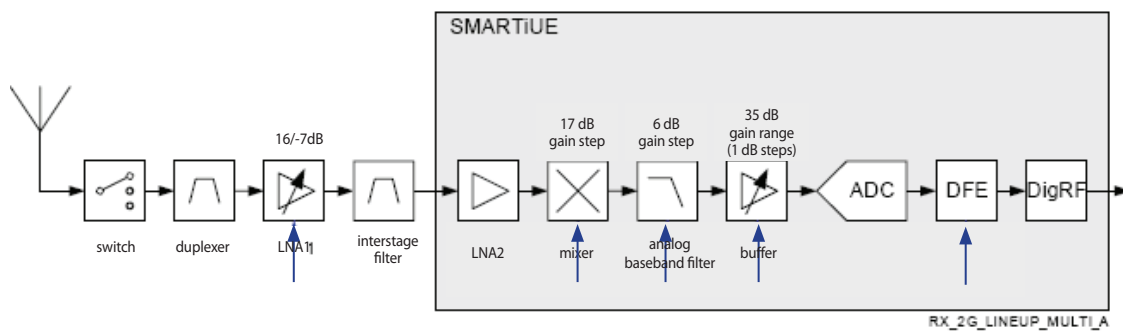 SMARTiUE
16/-7dB
17 dB
gain step
6 dB
gain step
35 dB
gain range
(1 dB steps)
ADC
DFE
DigRF
switch
duplexer
LNA1¶
interstage
filter
LNA2
mixer
analog
baseband filter
buffer
RX_2G_LINEUP_MULTI_A